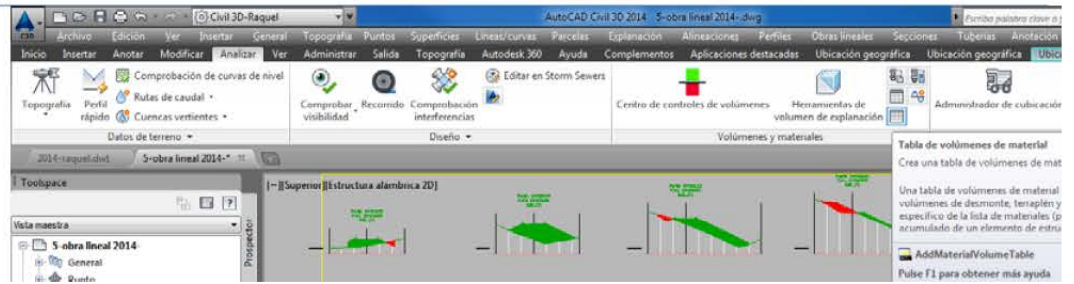 Civil 3D-Raquel
AutoCAD Civil 3D 2014 5-obra lineal 2014-.dwg
Escriba palabra clave o
C3D
Archivo Edición Ver Insertar General Topografía Puntos Superficies Líneas/curvas Parcelas Explanación Alineaciones Perfiles Obras lineales Secciones Tuberías Anotación
Inicio Insertar Anotar Modificar Analizar Ver Administrar Salida Topografía Autodesk 360 Ayuda Complementos Aplicaciones destacadas Ubicación geográfica Ubicación geográfica
Comprobación de curvas de nivel
Editar en Storm Sewers
Rutas de caudal
Cuencas vertientes
Topografía
Perfil rápido
Comprobar visibilidad
Recorrido
Comprobación interferencias
Centro de controles de volúmenes
Herramientas de volumen de explanación
Administrador de cubicación
Datos de terreno
Diseño
Volúmenes y materiales
2014-raquel.dwt
5-obra lineal 2014-*
Tabla de volúmenes de material
Crea una tabla de volúmenes de mat
Una tabla de volúmenes de material
volúmenes de desmonte, terraplén y
específico de la lista de materiales (p
acumulado de un elemento de estru
AddMaterialVolumeTable
Pulse F1 para obtener más ayuda
Toolspace
[-][Superior][Estructura alámbrica 2D]
Vista maestra
Prospector
5-obra lineal 2014-
General
Punto